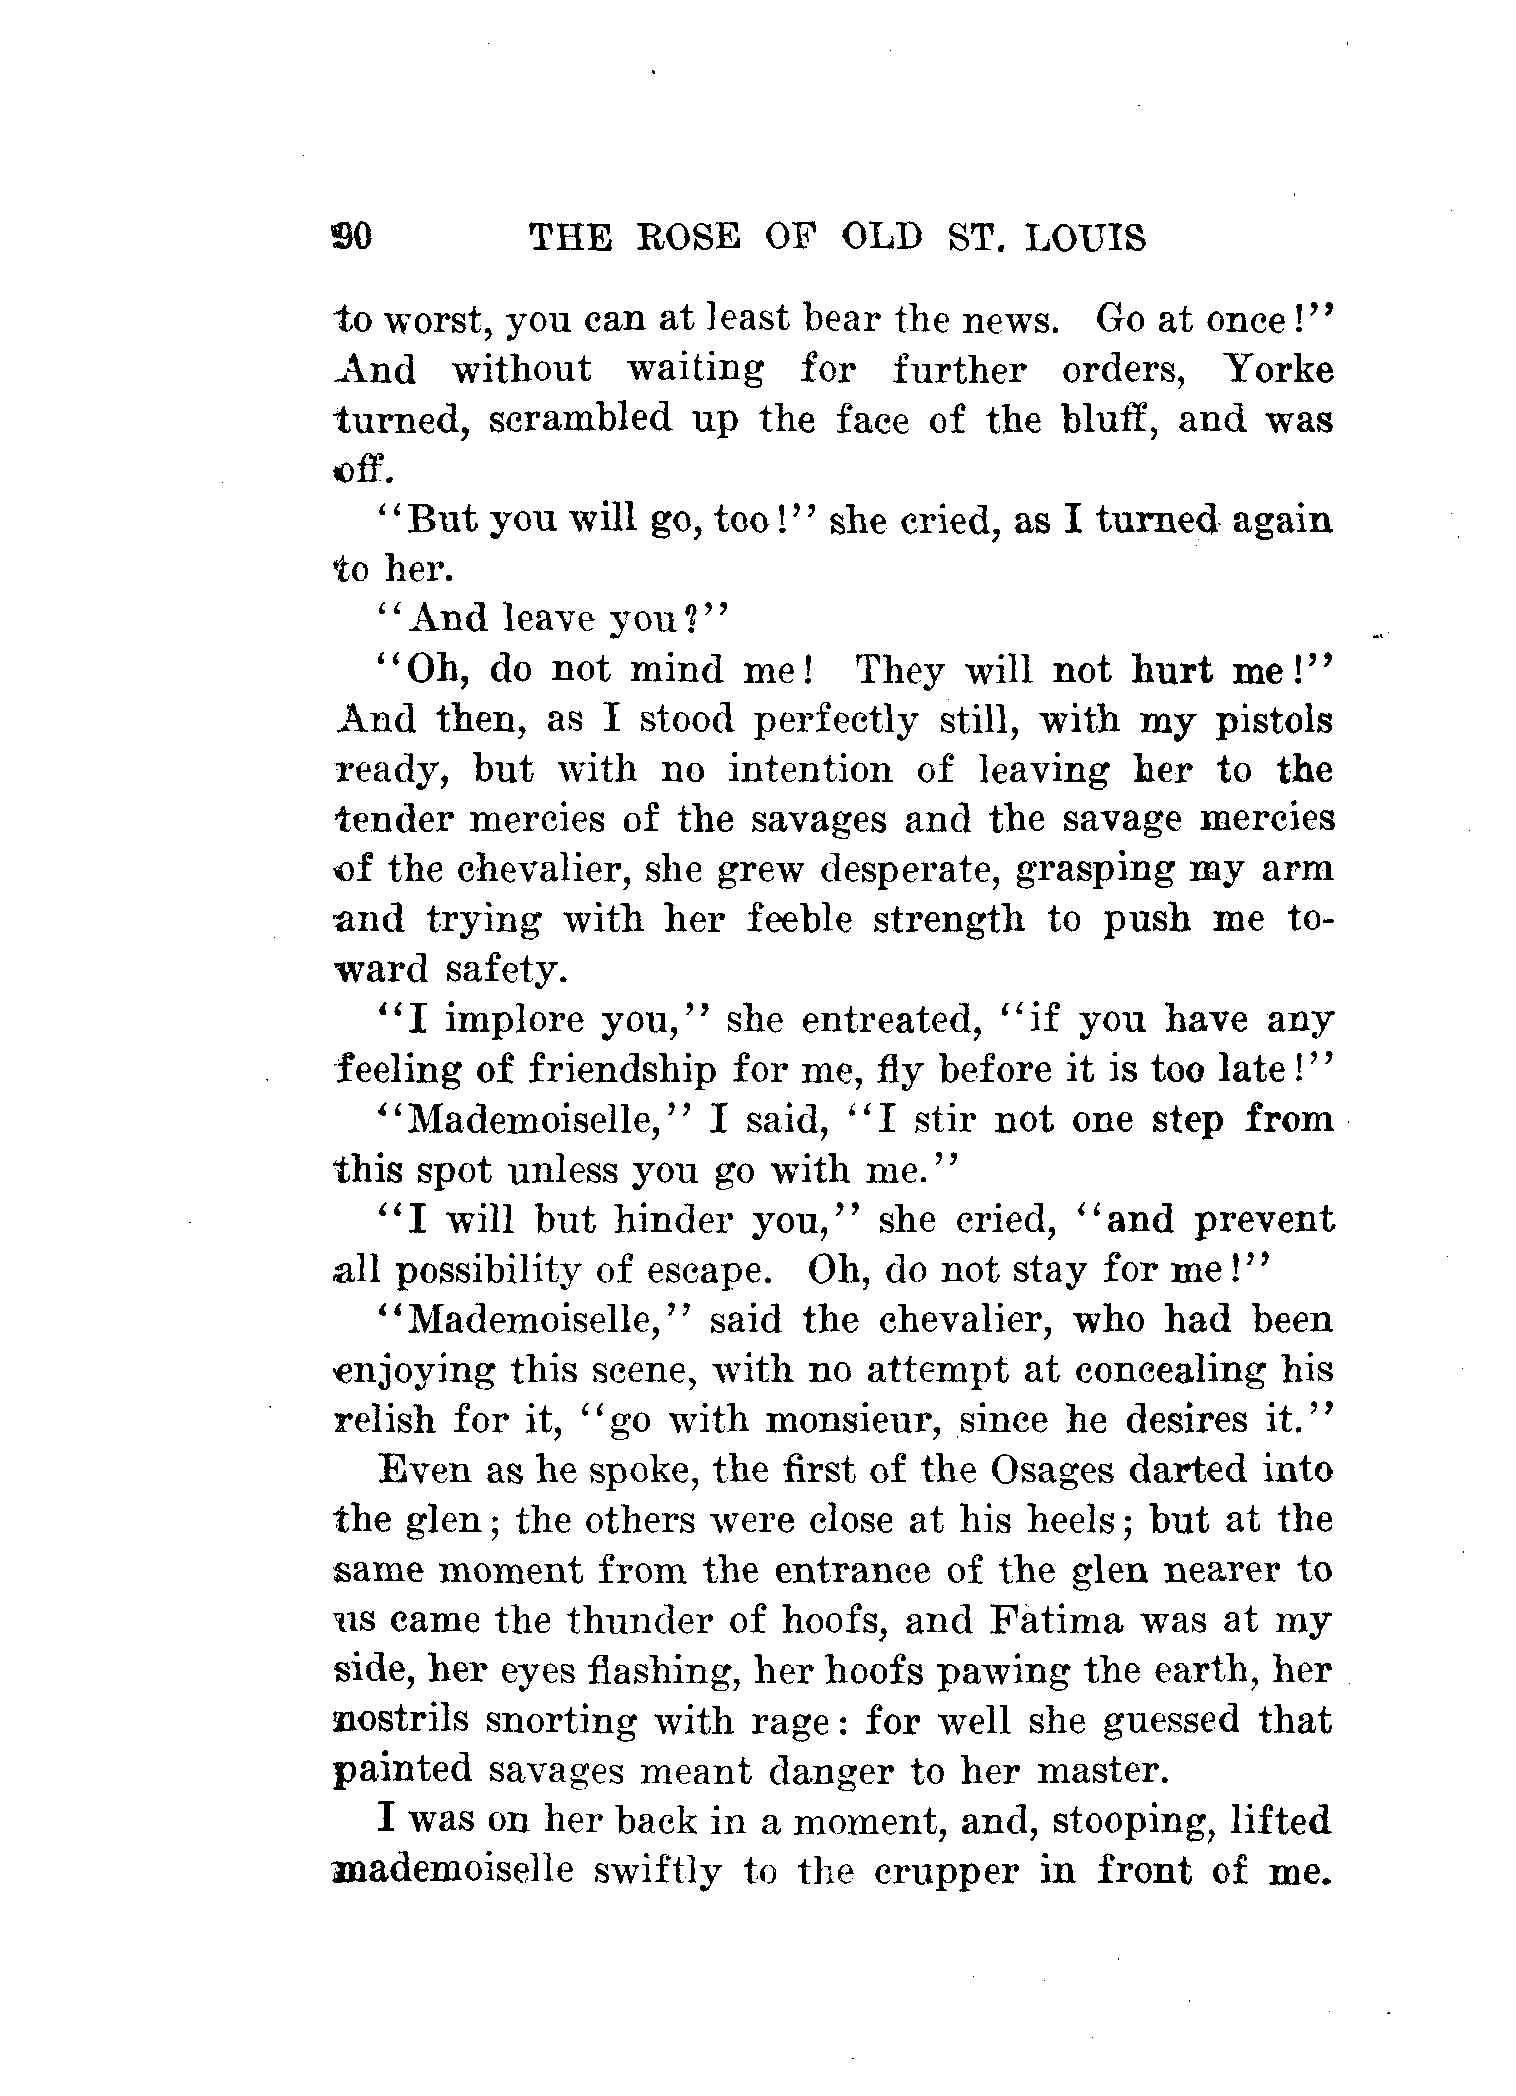 90 THE ROSE OF OLD ST. LOUIS
to worst, you can at least bear the news. Go at once!"
And without waiting for further orders, Yorke
turned, scrambled up the face of the bluff, and was
off.
"But you will go, too!" she cried, as I turned again
to her.
"And leave you?"
"Oh, do not mind me! They will not hurt me!"
And then, as I stood perfectly still, with my pistols
ready, but with no intention of leaving her to the
tender mercies of the savages and the savage mercies
of the chevalier, she grew desperate, grasping my arm
and trying with her feeble strength to push me to-
ward safety.
"I implore you," she entreated, "if you have any
feeling of friendship for me, fly before it is too late!"
"Mademoiselle," I said, "I stir not one step from
this spot unless you go with me."
"I will but hinder you," she cried, "and prevent
all possibility of escape. Oh, do not stay for me!"
"Mademoiselle," said the chevalier, who had been
enjoying this scene, with no attempt at concealing his
relish for it, "go with monsieur, since he desires it."
Even as he spoke, the first of the Osages darted into
the glen; the others were close at his heels; but at the
same moment from the entrance of the glen nearer to
us came the thunder of hoofs, and Fatima was at my
side, her eyes flashing, her hoofs pawing the earth, her
nostrils snorting with rage: for well she guessed that
painted savages meant danger to her master.
I was on her back in a moment, and, stooping, lifted
mademoiselle swiftly to the crupper in front of me.